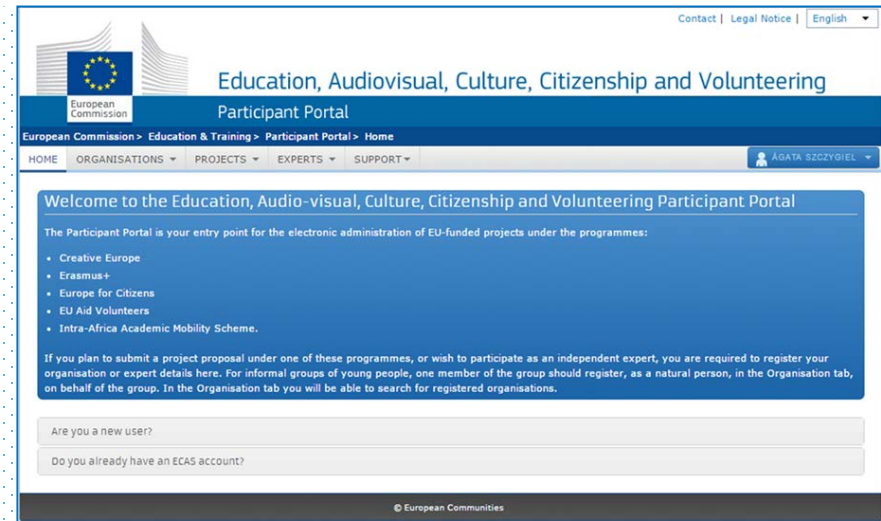 Contact | Legal Notice | English
Education, Audiovisual, Culture, Citizenship and Volunteering
European
Commission
Participant Portal
European Commission > Education & Training > Participant Portal > Home
HOME ORGANISATIONS PROJECTS EXPERTS SUPPORT AGATA SZCZYGIEL
Welcome to the Education, Audio-visual, Culture, Citizenship and Volunteering Participant Portal
The Participant Portal is your entry point for the electronic administration of EU-funded projects under the programmes:
• Creative Europe
• Erasmus+
• Europe for Citizens
• EU Aid Volunteers
• Intra-Africa Academic Mobility Scheme.
If you plan to submit a project proposal under one of these programmes, or wish to participate as an independent expert, you are required to register your
organisation or expert details here. For informal groups of young people, one member of the group should register, as a natural person, in the Organisation tab,
on behalf of the group. In the Organisation tab you will be able to search for registered organisations.
Are you a new user?
Do you already have an ECAS account?
© European Communities